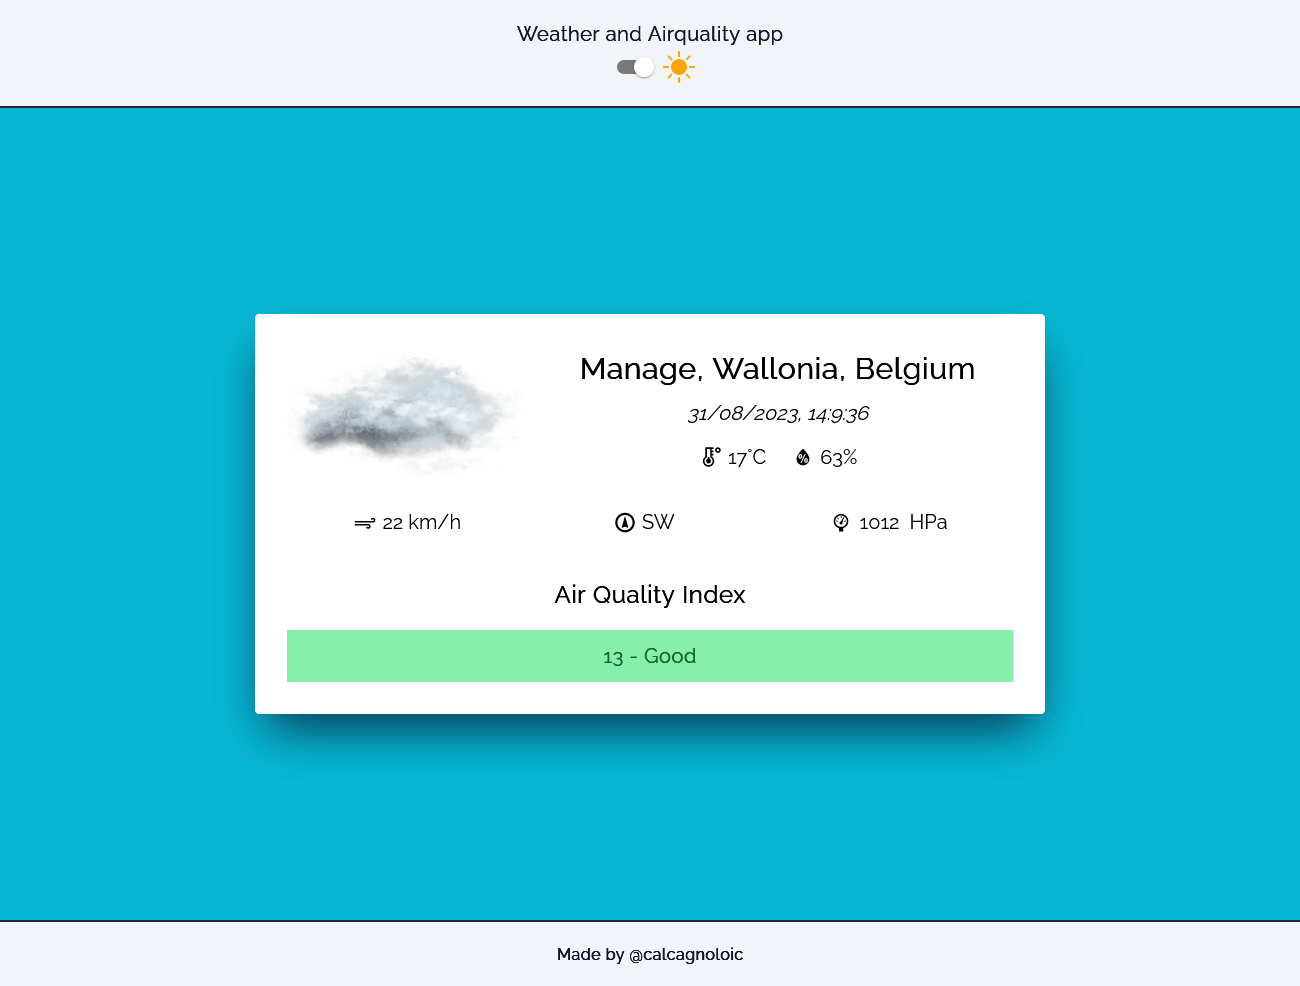 Weather and Airquality app
Manage, Wallonia, Belgium
31/08/2023, 14:9:36
17°C 63%
22 km/h SW 1012 HPa
Air Quality Index
13 - Good
Made by @calcagnoloic